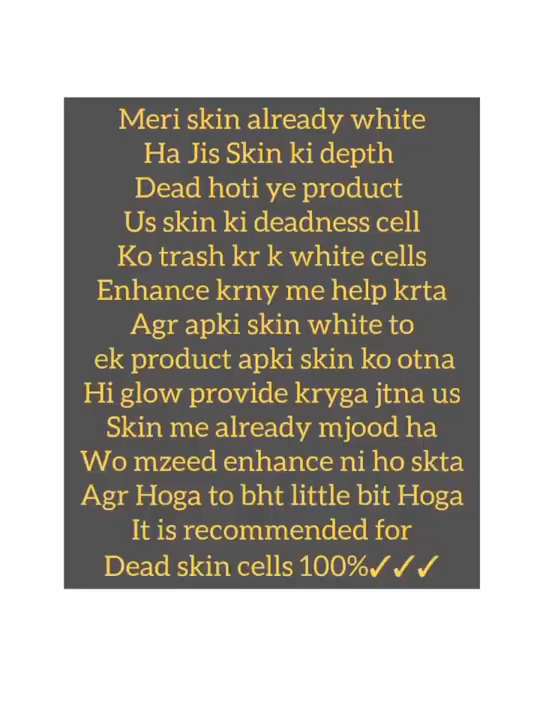 Meri skin already white
Ha Jis Skin ki depth
Dead hoti ye product
Us skin ki deadness cell
Ko trash kr k white cells
Enhance krny me help krta
Agr apki skin white to
ek product apki skin ko otna
Hi glow provide kryga jtna us
Skin me already mjood ha
Wo mzeed enhance ni ho skta
Agr Hoga to bht little bit Hoga
It is recommended for
Dead skin cells 100%✓✓✓